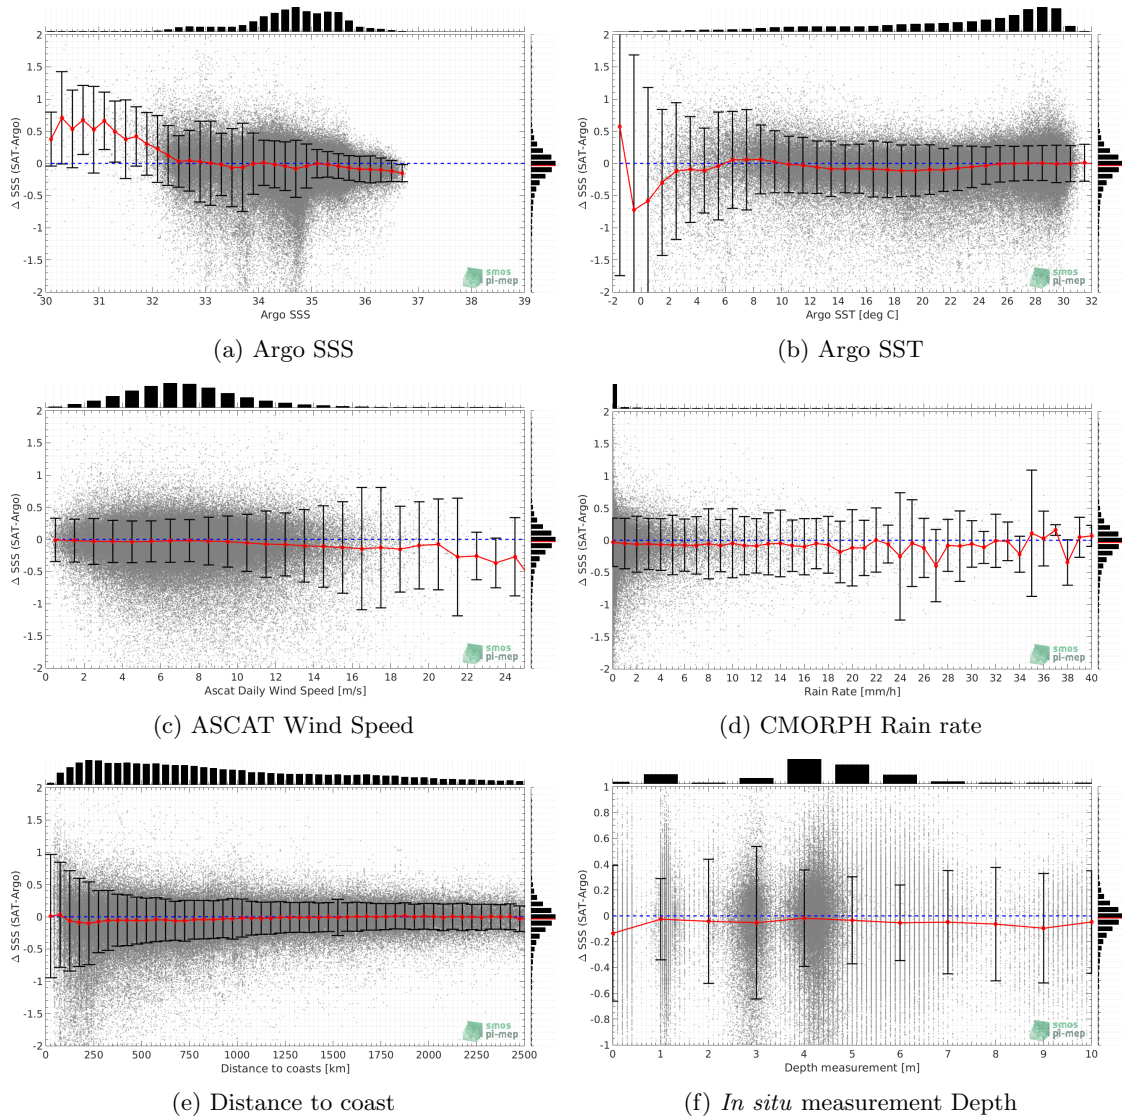 2
1.5
1
0.5
0
-0.5
-1
-1.5
-2
Δ SSS (SAT-Argo)
smos
pi-mep
30 31 32 33 34 35 36 37 38 39
Argo SSS
(a) Argo SSS
2
1.5
1
0.5
0
-0.5
-1
-1.5
-2
Δ SSS (SAT-Argo)
smos
pi-mep
-2 0 2 4 6 8 10 12 14 16 18 20 22 24 26 28 30 32
Argo SST [deg C]
(b) Argo SST
2
1.5
1
0.5
0
-0.5
-1
-1.5
-2
Δ SSS (SAT-Argo)
smos
pi-mep
0 2 4 6 8 10 12 14 16 18 20 22 24
Ascat Daily Wind Speed [m/s]
(c) ASCAT Wind Speed
2
1.5
1
0.5
0
-0.5
-1
-1.5
-2
Δ SSS (SAT-Argo)
smos
pi-mep
0 2 4 6 8 10 12 14 16 18 20 22 24 26 28 30 32 34 36 38 40
Rain Rate [mm/h]
(d) CMORPH Rain rate
2
1.5
1
0.5
0
-0.5
-1
-1.5
-2
Δ SSS (SAT-Argo)
smos
pi-mep
0 250 500 750 1000 1250 1500 1750 2000 2250 2500
Distance to coasts [km]
(e) Distance to coast
1
0.8
0.6
0.4
0.2
0
-0.2
-0.4
-0.6
-0.8
-1
Δ SSS (SAT-Argo)
smos
pi-mep
0 1 2 3 4 5 6 7 8 9 10
Depth measurement [m]
(f) In situ measurement Depth